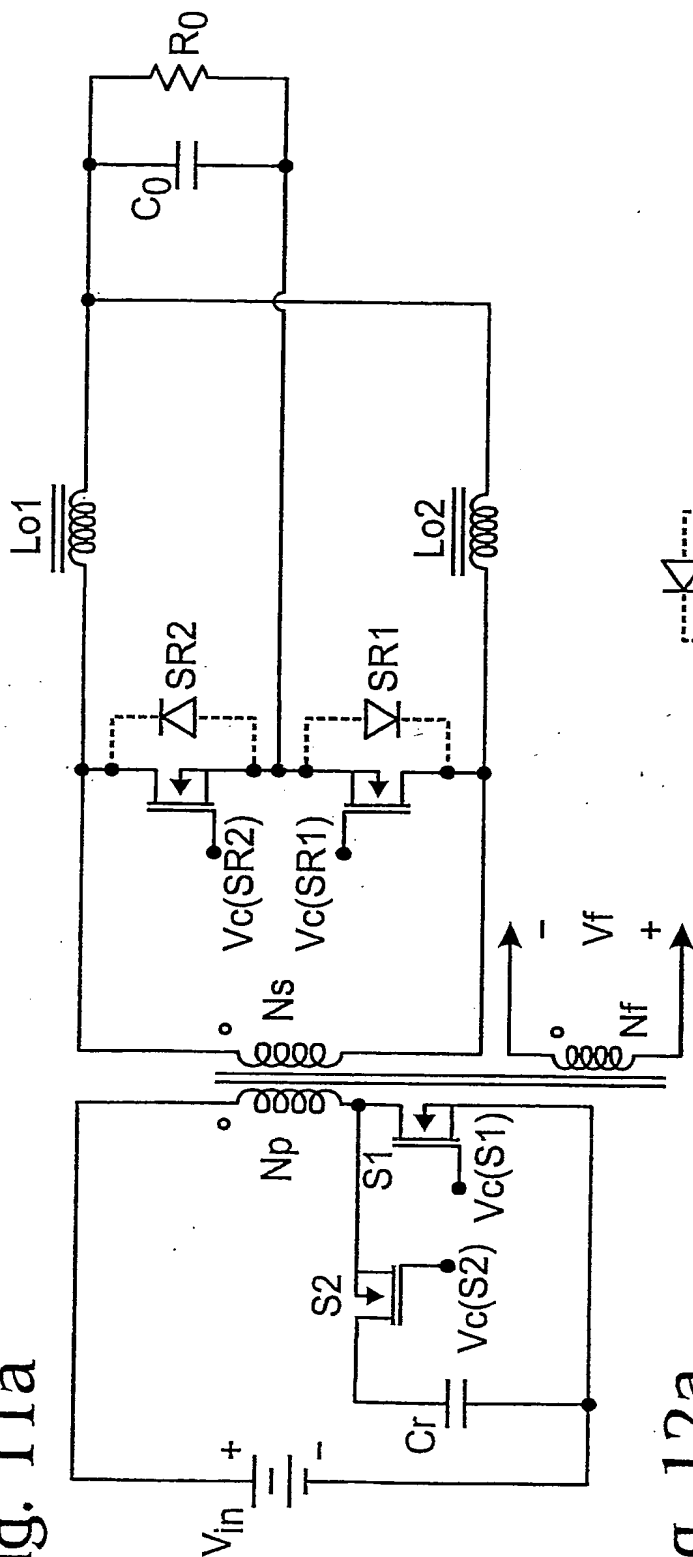 ig. 11a
Vin
+
-
Cr
S2
Vc(S2)
S1
Vc(S1)
Np
Ns
Nf
-
Vf
+
Vc(SR2)
Vc(SR1)
SR2
SR1
Lo1
Lo2
C0
R0
g. 12a